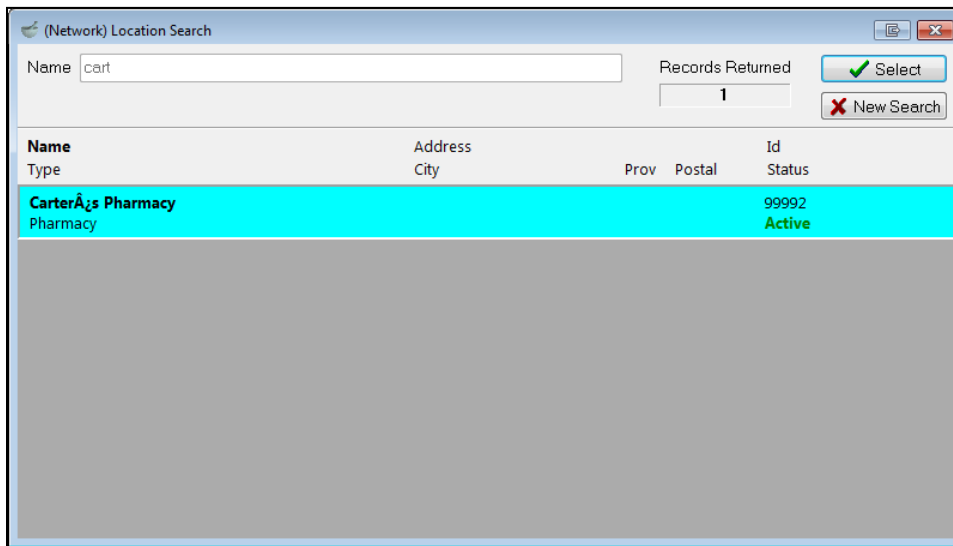 (Network) Location Search
Name cart Records Returned Select
1 New Search
Name Address Id
Type City Prov Postal Status
CarterÂ¿s Pharmacy 99992
Pharmacy Active